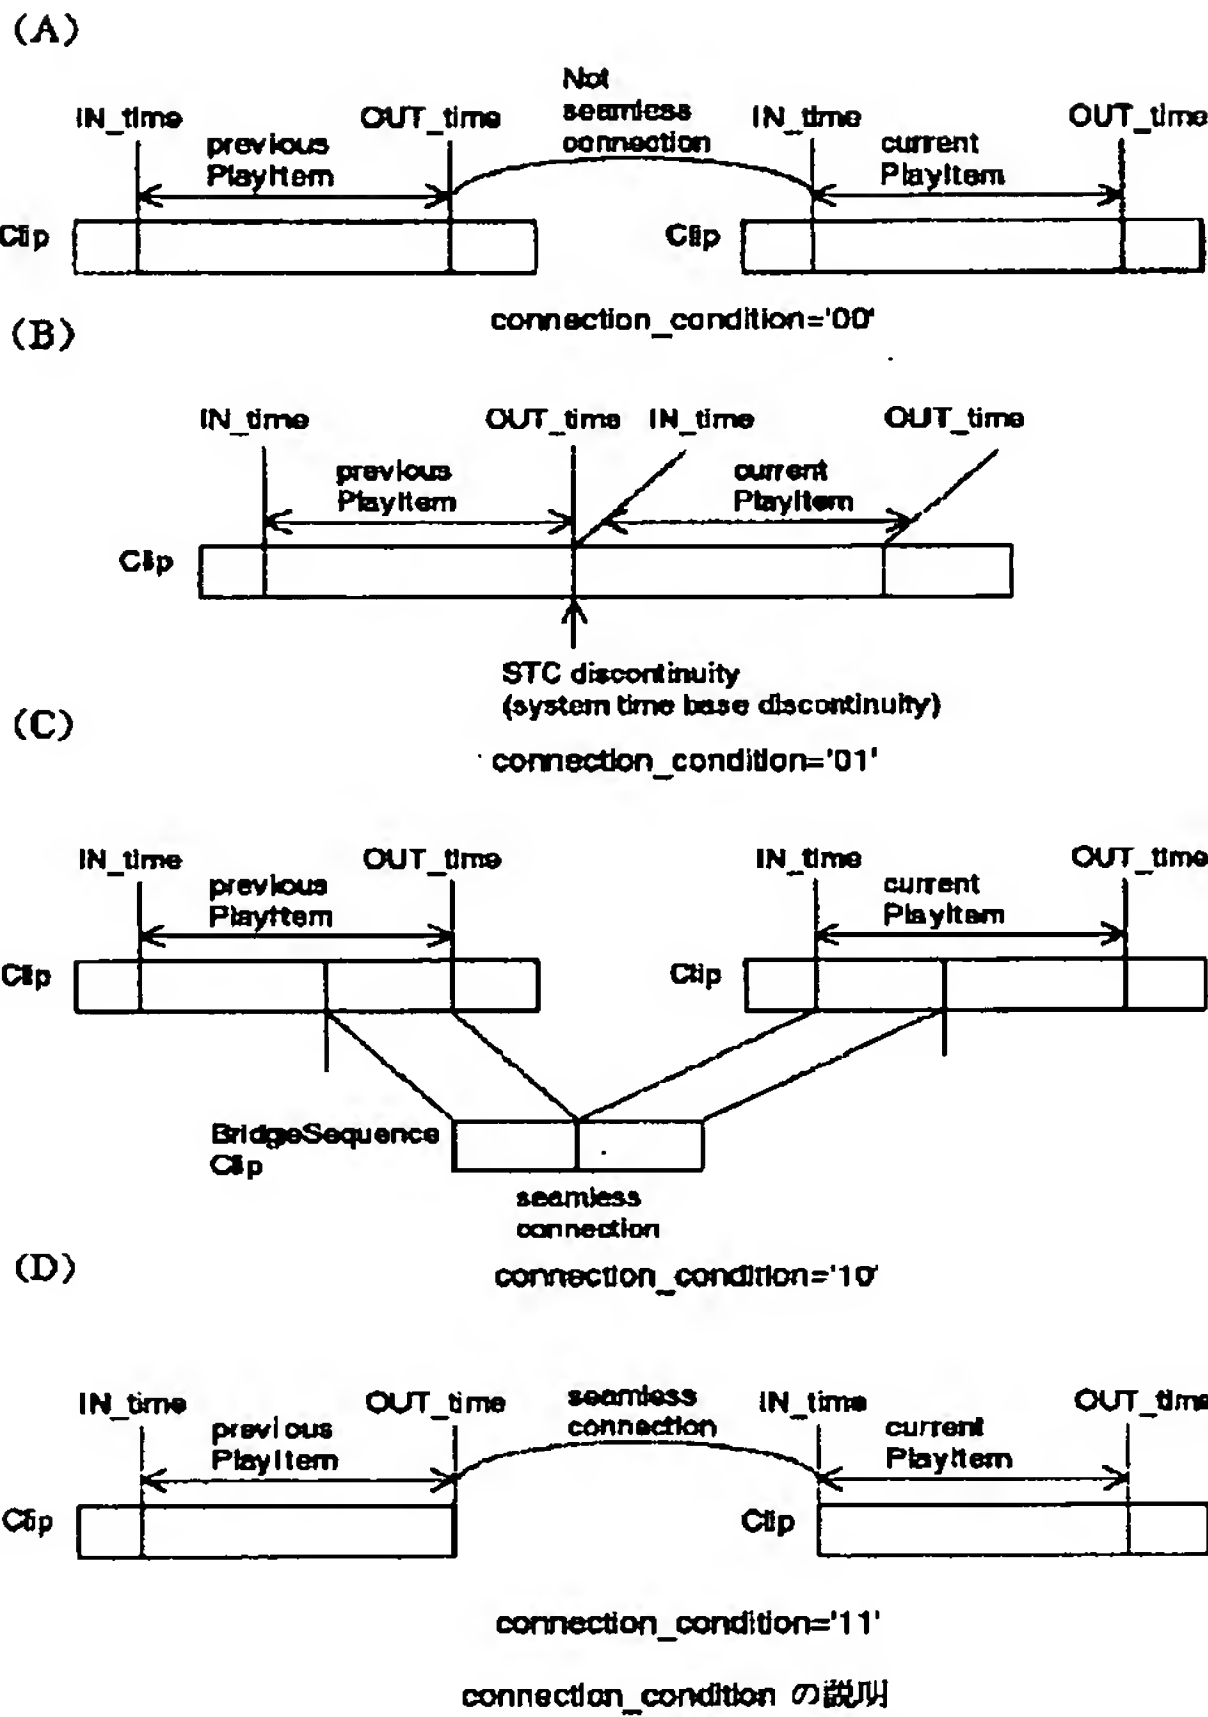 (A)
Not
seamless
connection
IN_time
OUT_time
IN_time
OUT_time
previous
PlayItem
current
PlayItem
Clip
Clip
connection_condition='00'
(B)
IN_time
OUT_time
IN_time
OUT_time
previous
PlayItem
current
PlayItem
Clip
STC discontinuity
(system time base discontinuity)
(C)
connection_condition='01'
IN_time
OUT_time
IN_time
OUT_time
previous
PlayItem
current
PlayItem
Clip
Clip
BridgeSequence
Clip
seamless
connection
(D)
connection_condition='10'
IN_time
OUT_time
seamless
connection
IN_time
OUT_time
previous
PlayItem
current
PlayItem
Clip
Clip
connection_condition='11'
connection_condition の説明